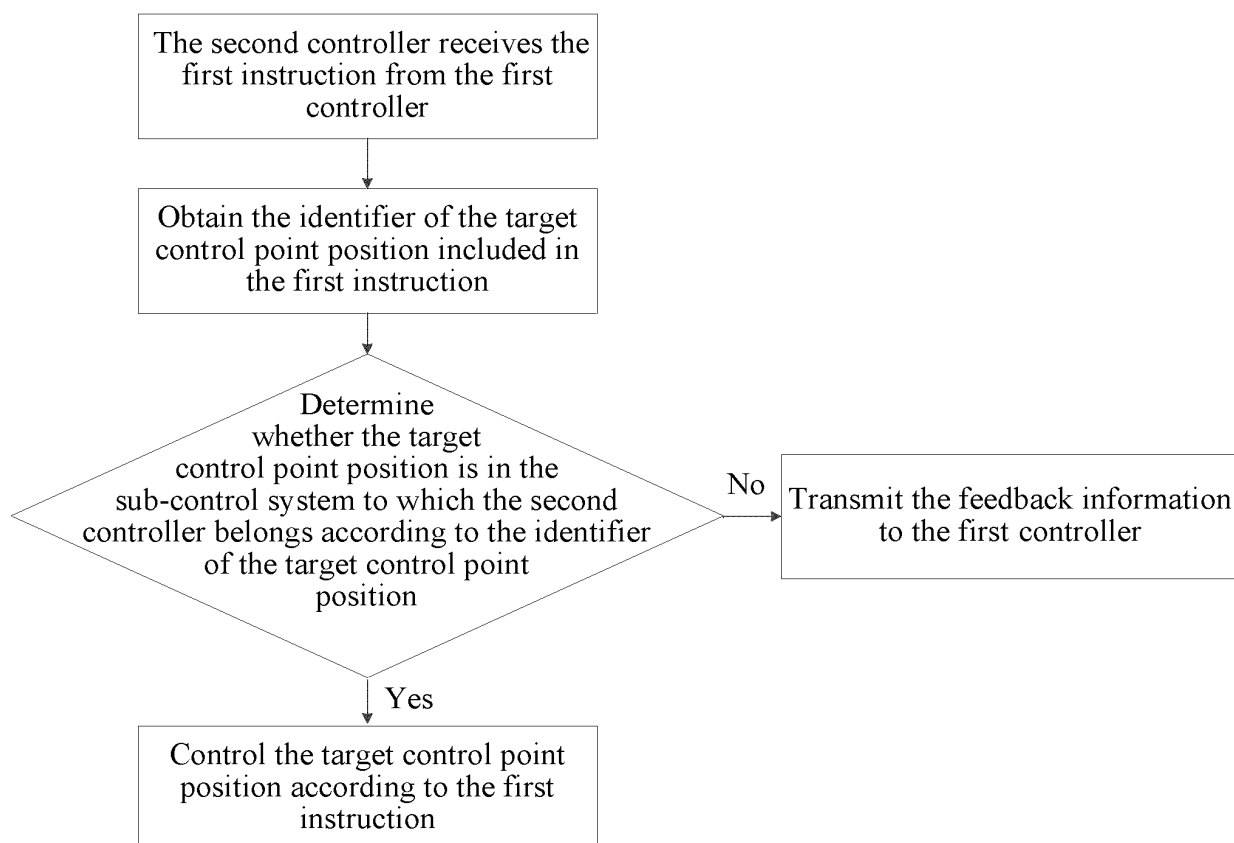 The second controller receives the
first instruction from the first
controller
Obtain the identifier of the target
control point position included in
the first instruction
Determine
whether the target
control point position is in the
sub-control system to which the second
controller belongs according to the identifier
of the target control point
position
No
Transmit the feedback information
to the first controller
Yes
Control the target control point
position according to the first
instruction